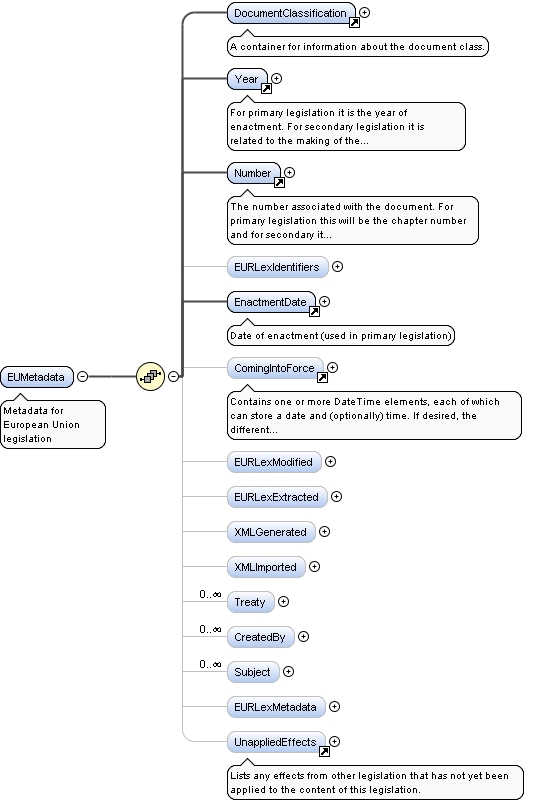 DocumentClassification
A container for information about the document class.
Year
For primary legislation it is the year of
enactment. For secondary legislation it is
related to the making of the...
Number
The number associated with the document. For
primary legislation this will be the chapter number
and for secondary it...
EURLexIdentifiers
EnactmentDate
Date of enactment (used in primary legislation)
EUMetadata
Metadata for
European Union
legislation
ComingIntoForce
Contains one or more DateTime elements, each of which
can store a date and (optionally) time. If desired, the
different...
EURLexModified
EURLexExtracted
XMLGenerated
XMLImported
0..∞ Treaty
0..∞ CreatedBy
0..∞ Subject
EURLexMetadata
UnappliedEffects
Lists any effects from other legislation that has not yet been
applied to the content of this legislation.